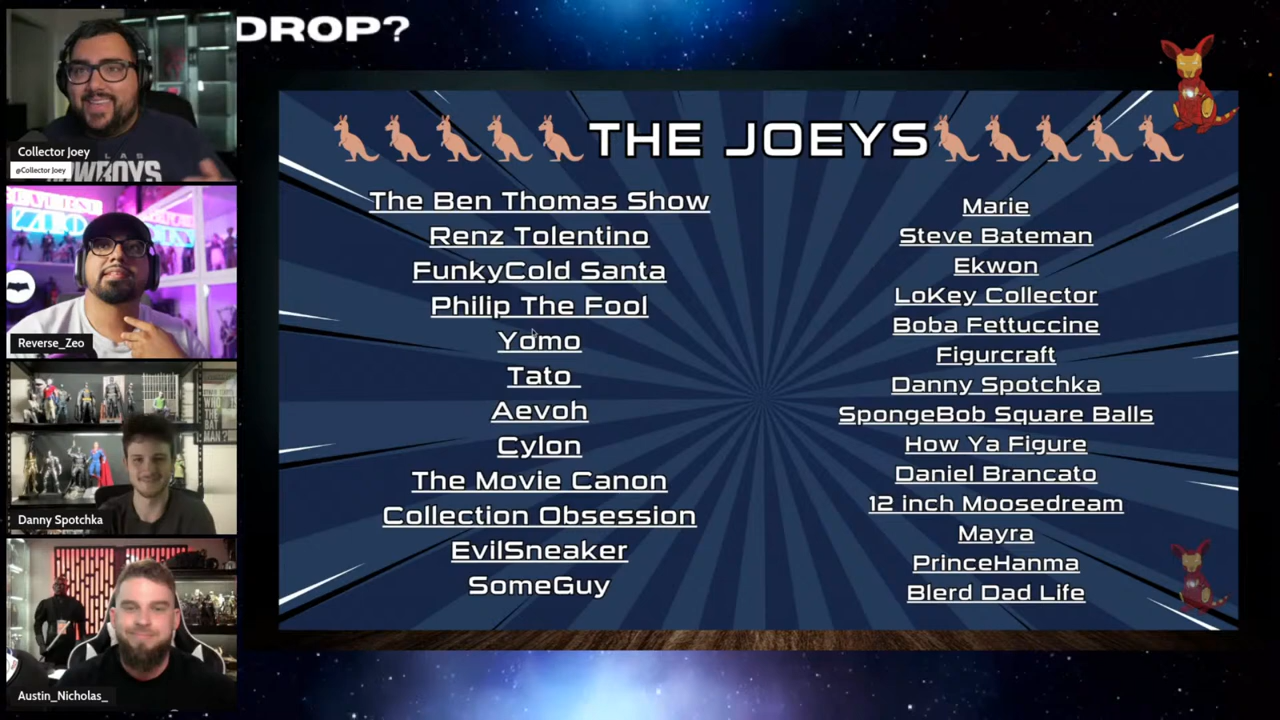 DROP?
THE JOEYS
The Ben Thomas Show
Renz Tolentino
FunkyCold Santa
Philip The Fool
Yomo
Tato
Aevoh
Cylon
The Movie Canon
Collection Obsession
EvilSneaker
SomeGuy
Marie
Steve Bateman
Ekwon
LoKey Collector
Boba Fettuccine
Figurcraft
Danny Spotchka
SpongeBob Square Balls
How Ya Figure
Daniel Brancato
12 inch Moosedream
Mayra
PrinceHanma
Blerd Dad Life
Collector Joey
@Collector Joey
COWBOYS
REVERSE
ZEO
Reverse_Zeo
Danny Spotchka
Austin_Nicholas_